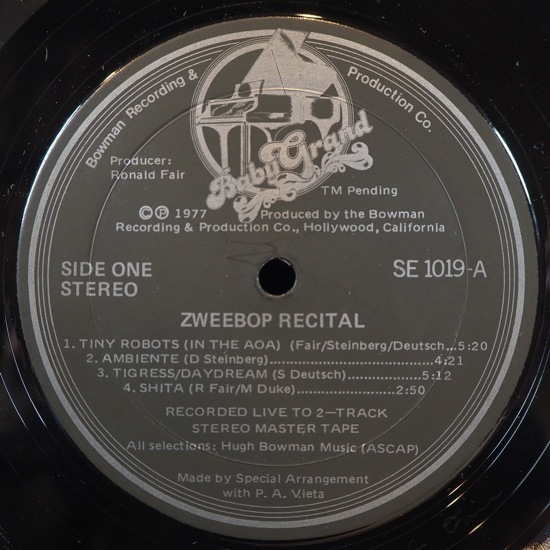 Bowman Recording & Production Co.
Baby Grand
TM Pending
Producer:
Ronald Fair
©℗ 1977 Produced by the Bowman
Recording & Production Co., Hollywood, California
SIDE ONE
STEREO
SE 1019-A
ZWEEBOP RECITAL
1. TINY ROBOTS (IN THE AOA) (Fair/Steinberg/Deutsch...5:20
2. AMBIENTE (D Steinberg)..............................4:21
3. TIGRESS/DAYDREAM (S Deutsch)...................5:12
4. SHITA (R Fair/M Duke)..............................2:50
RECORDED LIVE TO 2—TRACK
STEREO MASTER TAPE
All selections: Hugh Bowman Music (ASCAP)
Made by Special Arrangement
with P. A. Vieta